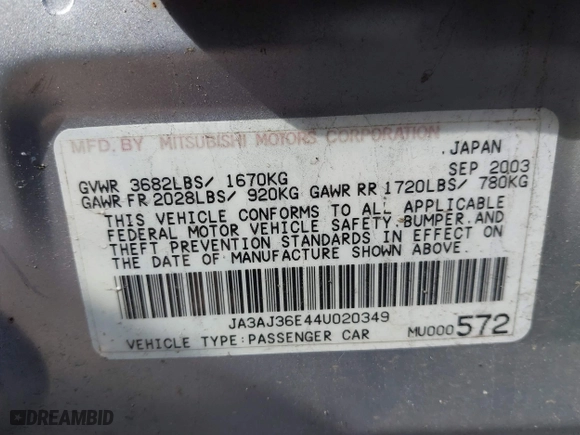 MFD. BY MITSUBISHI MOTORS CORPORATION
JAPAN
GVWR 3682LBS/ 1670KG SEP 2003
GAWR FR 2028LBS/ 920KG GAWR RR 1720LBS/ 780KG
THIS VEHICLE CONFORMS TO ALL APPLICABLE
FEDERAL MOTOR VEHICLE SAFETY, BUMPER, AND
THEFT PREVENTION STANDARDS IN EFFECT ON
THE DATE OF MANUFACTURE SHOWN ABOVE.
JA3AJ36E44U020349
VEHICLE TYPE: PASSENGER CAR MU000572
DREAMBID